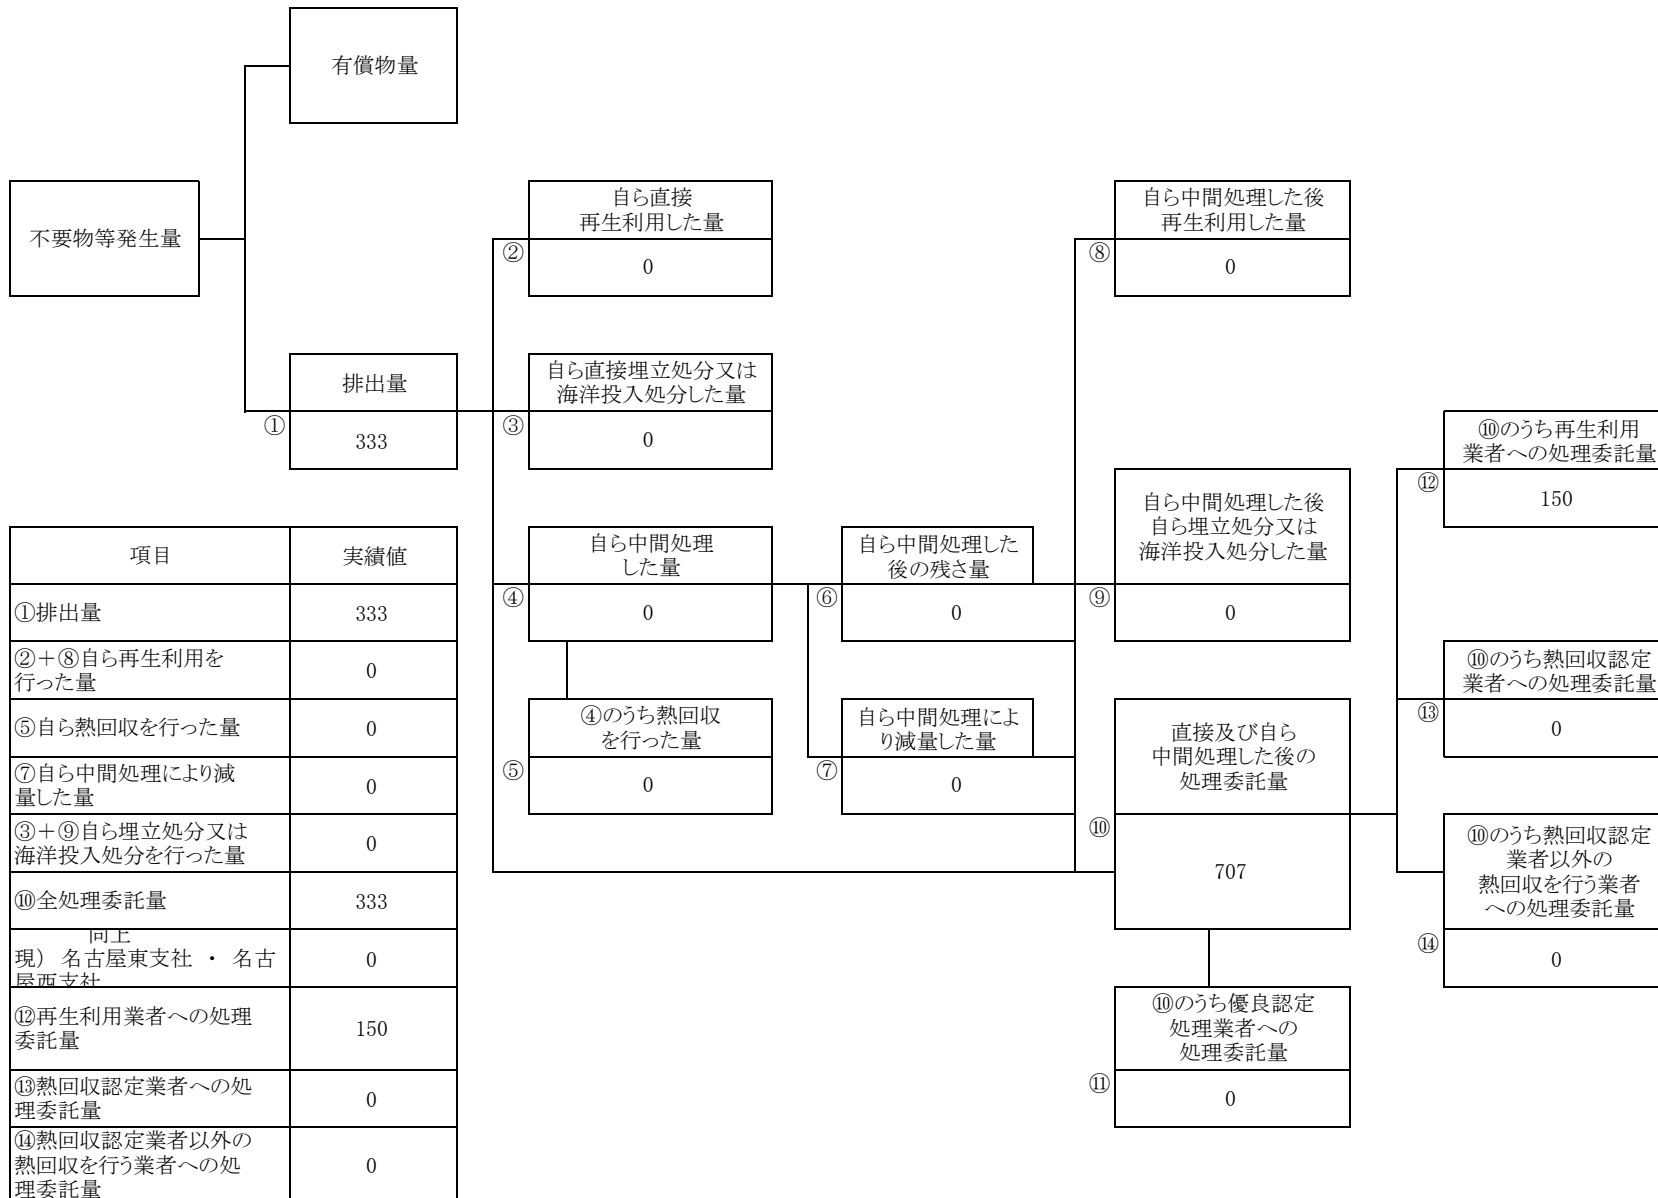 有償物量
不要物等発生量
自ら直接
再生利用した量
②
0
自ら中間処理した後
再生利用した量
⑧
0
排出量
①
333
自ら直接埋立処分又は
海洋投入処分した量
③
0
⑩のうち再生利用
業者への処理委託量
⑫
150
自ら中間処理
した量
④
0
自ら中間処理した
後の残さ量
⑥
0
自ら中間処理した後
自ら埋立処分又は
海洋投入処分した量
⑨
0
⑩のうち熱回収認定
業者への処理委託量
⑬
0
④のうち熱回収
を行った量
⑤
0
自ら中間処理によ
り減量した量
⑦
0
直接及び自ら
中間処理した後の
処理委託量
⑩
707
⑩のうち熱回収認定
業者以外の
熱回収を行う業者
への処理委託量
⑭
0
⑩のうち優良認定
処理業者への
処理委託量
⑪
0
項目 実績値
①排出量 333
②+⑧自ら再生利用を
行った量 0
⑤自ら熱回収を行った量 0
⑦自ら中間処理により減
量した量 0
③+⑨自ら埋立処分又は
海洋投入処分を行った量 0
⑩全処理委託量 333
同上
現） 名古屋東支社 ・ 名古
屋西支社 0
⑫再生利用業者への処理
委託量 150
⑬熱回収認定業者への処
理委託量 0
⑭熱回収認定業者以外の
熱回収を行う業者への処
理委託量 0